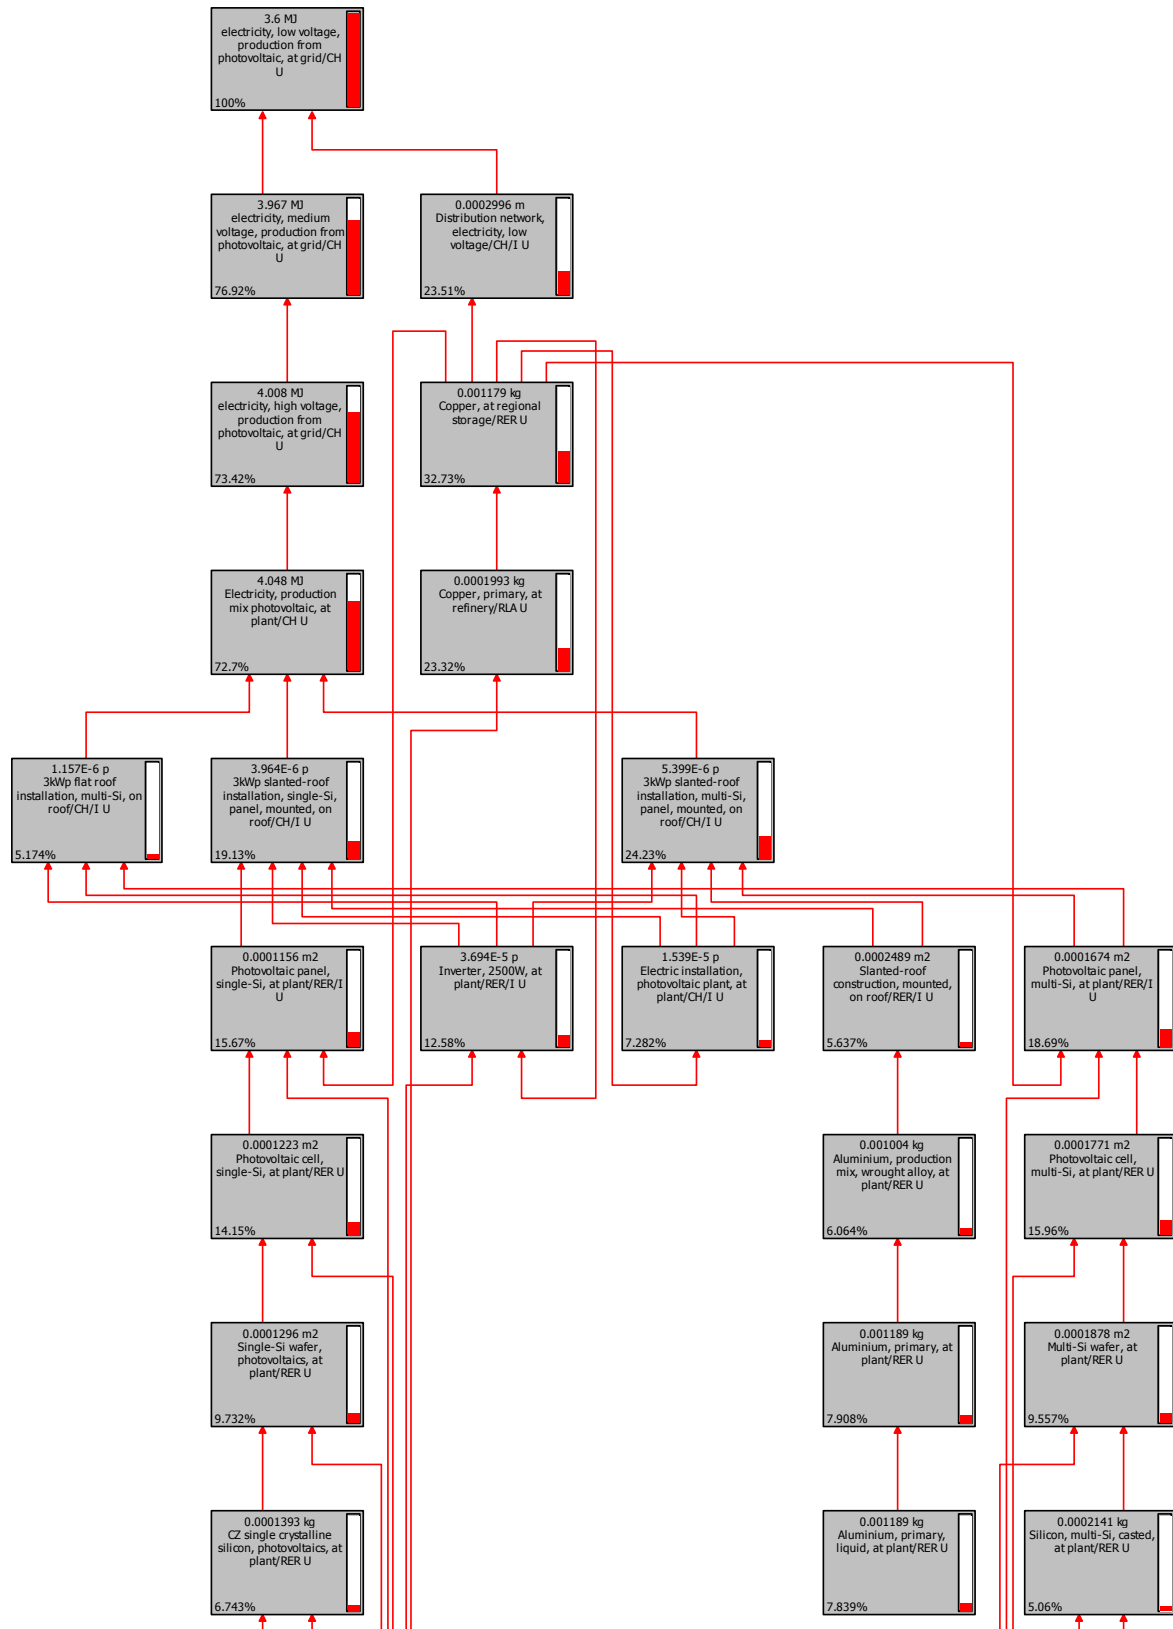 3.6 MJ
electricity, low voltage,
production from
photovoltaic, at grid/CH
U
100%
3.967 MJ
electricity, medium
voltage, production from
photovoltaic, at grid/CH
U
76.92%
0.0002996 m
Distribution network,
electricity, low
voltage/CH/I U
23.51%
4.008 MJ
electricity, high voltage,
production from
photovoltaic, at grid/CH
U
73.42%
0.001179 kg
Copper, at regional
storage/RER U
32.73%
4.048 MJ
Electricity, production
mix photovoltaic, at
plant/CH U
72.7%
0.0001993 kg
Copper, primary, at
refinery/RLA U
23.32%
1.157E-6 p
3kWp flat roof
installation, multi-Si, on
roof/CH/I U
5.174%
3.964E-6 p
3kWp slanted-roof
installation, single-Si,
panel, mounted, on
roof/CH/I U
19.13%
5.399E-6 p
3kWp slanted-roof
installation, multi-Si,
panel, mounted, on
roof/CH/I U
24.23%
0.0001156 m2
Photovoltaic panel,
single-Si, at plant/RER/I
U
15.67%
3.694E-5 p
Inverter, 2500W, at
plant/RER/I U
12.58%
1.539E-5 p
Electric installation,
photovoltaic plant, at
plant/CH/I U
7.282%
0.0002489 m2
Slanted-roof
construction, mounted,
on roof/RER/I U
5.637%
0.0001674 m2
Photovoltaic panel,
multi-Si, at plant/RER/I
U
18.69%
0.0001223 m2
Photovoltaic cell,
single-Si, at plant/RER U
14.15%
0.001004 kg
Aluminium, production
mix, wrought alloy, at
plant/RER U
6.064%
0.0001771 m2
Photovoltaic cell,
multi-Si, at plant/RER U
15.96%
0.0001296 m2
Single-Si wafer,
photovoltaics, at
plant/RER U
9.732%
0.001189 kg
Aluminium, primary, at
plant/RER U
7.908%
0.0001878 m2
Multi-Si wafer, at
plant/RER U
9.557%
0.0001393 kg
CZ single crystalline
silicon, photovoltaics, at
plant/RER U
6.743%
0.001189 kg
Aluminium, primary,
liquid, at plant/RER U
7.839%
0.0002141 kg
Silicon, multi-Si, casted,
at plant/RER U
5.06%